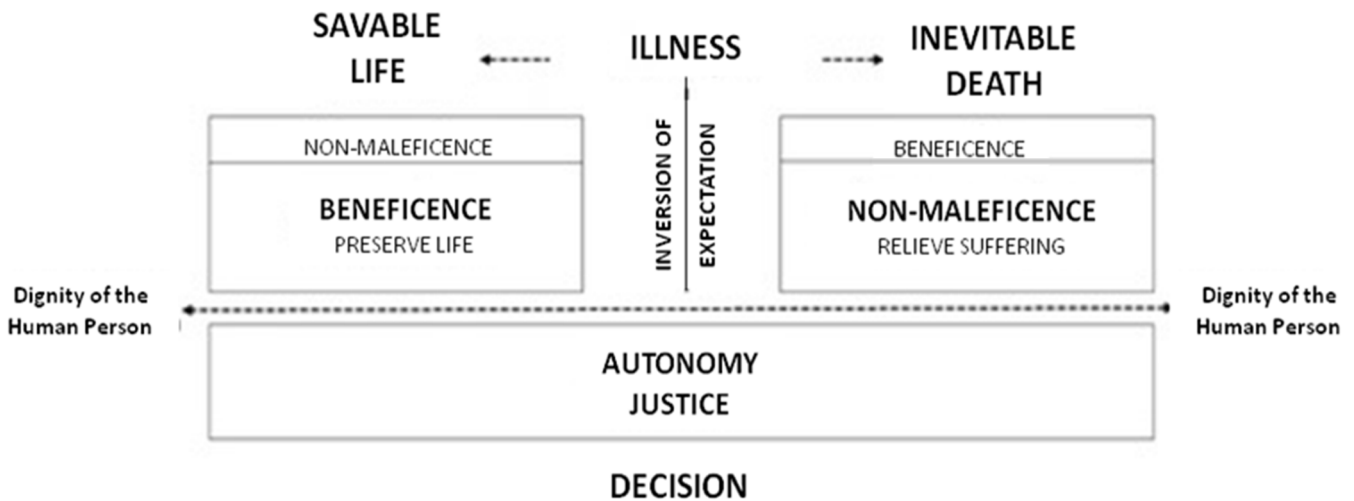 SAVABLE
LIFE
ILLNESS
INEVITABLE
DEATH
NON-MALEFICENCE
BENEFICENCE
PRESERVE LIFE
INVERSION OF
EXPECTATION
BENEFICENCE
NON-MALEFICENCE
RELIEVE SUFFERING
Dignity of the
Human Person
Dignity of the
Human Person
AUTONOMY
JUSTICE
DECISION